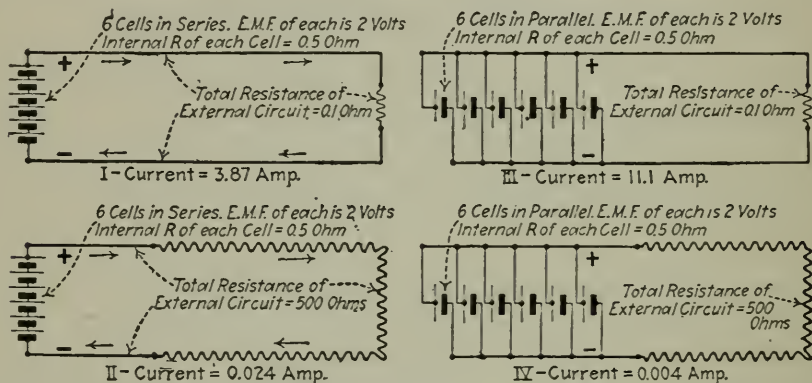 6 Cells in Series. E.M.F. of each is 2 Volts
Internal R of each Cell = 0.5 Ohm
+
Total Resistance of
External Circuit = 0.1 Ohm
−
I - Current = 3.87 Amp.
6 Cells in Parallel. E.M.F. of each is 2 Volts
Internal R of each Cell = 0.5 Ohm
+
Total Resistance of
External Circuit = 0.1 Ohm
−
III - Current = 11.1 Amp.
6 Cells in Series. E.M.F. of each is 2 Volts
Internal R of each Cell = 0.5 Ohm
+
Total Resistance of
External Circuit = 500 Ohms
−
II - Current = 0.024 Amp.
6 Cells in Parallel. E.M.F. of each is 2 Volts
Internal R of each Cell = 0.5 Ohm
+
Total Resistance of
External Circuit = 500
Ohms
−
IV - Current = 0.004 Amp.